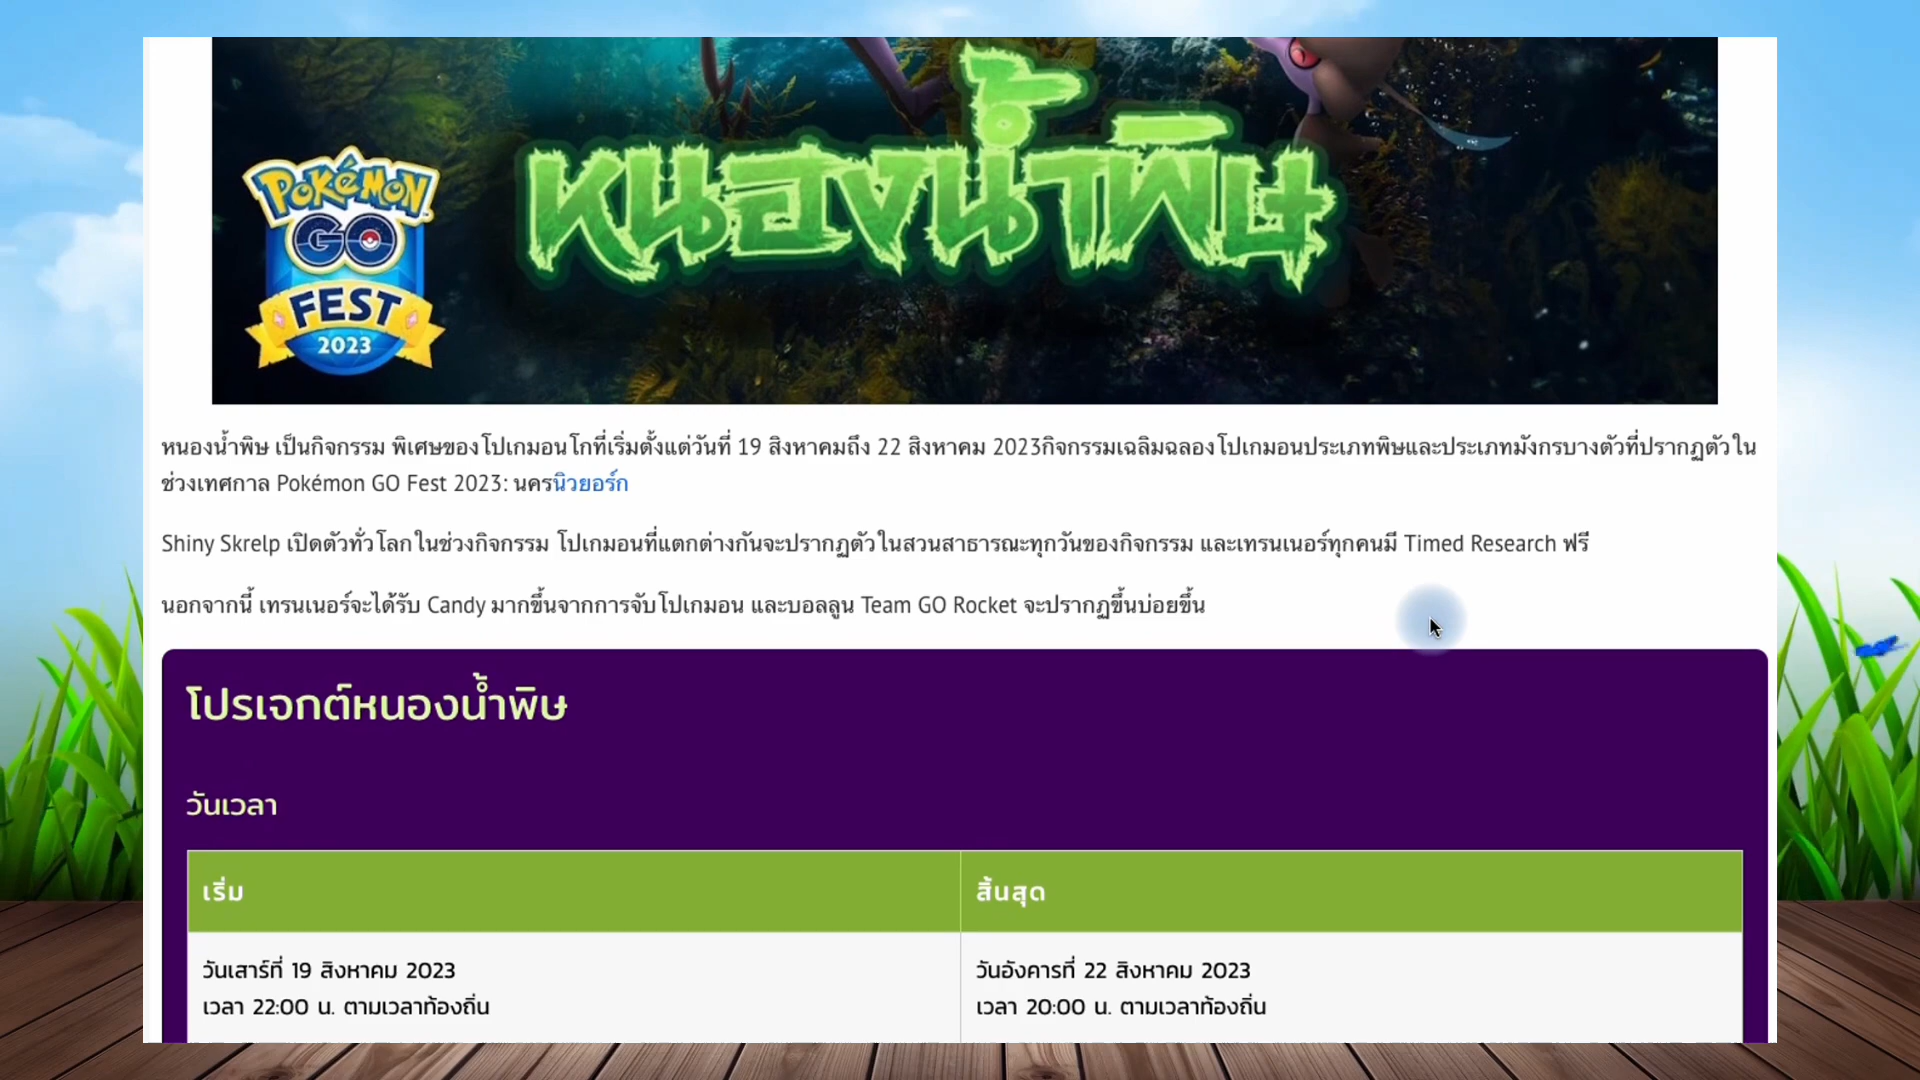 หนองน้ำพิษ
POKéMON
GO
FEST
2023
หนองน้ำพิษ เป็นกิจกรรม พิเศษของโปเกมอนโกที่เริ่มตั้งแต่วันที่ 19 สิงหาคมถึง 22 สิงหาคม 2023กิจกรรมเฉลิมฉลองโปเกมอนประเภทพิษและประเภทมังกรบางตัวที่ปรากฏตัวใน
ช่วงเทศกาล Pokémon GO Fest 2023: นครนิวยอร์ก
Shiny Skrelp เปิดตัวทั่วโลกในช่วงกิจกรรม โปเกมอนที่แตกต่างกันจะปรากฏตัวในสวนสาธารณะทุกวันของกิจกรรม และเทรนเนอร์ทุกคนมี Timed Research ฟรี
นอกจากนี้ เทรนเนอร์จะได้รับ Candy มากขึ้นจากการจับโปเกมอน และบอลลูน Team GO Rocket จะปรากฏขึ้นบ่อยขึ้น
โปรเจกต์หนองน้ำพิษ
วันเวลา
เริ่ม
สิ้นสุด
วันเสาร์ที่ 19 สิงหาคม 2023
เวลา 22:00 น. ตามเวลาท้องถิ่น
วันอังคารที่ 22 สิงหาคม 2023
เวลา 20:00 น. ตามเวลาท้องถิ่น